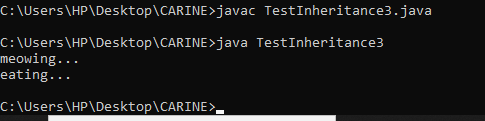 C:\Users\HP\Desktop\CARINE>javac TestInheritance3.java
C:\Users\HP\Desktop\CARINE>java TestInheritance3
meowing...
eating...
C:\Users\HP\Desktop\CARINE>